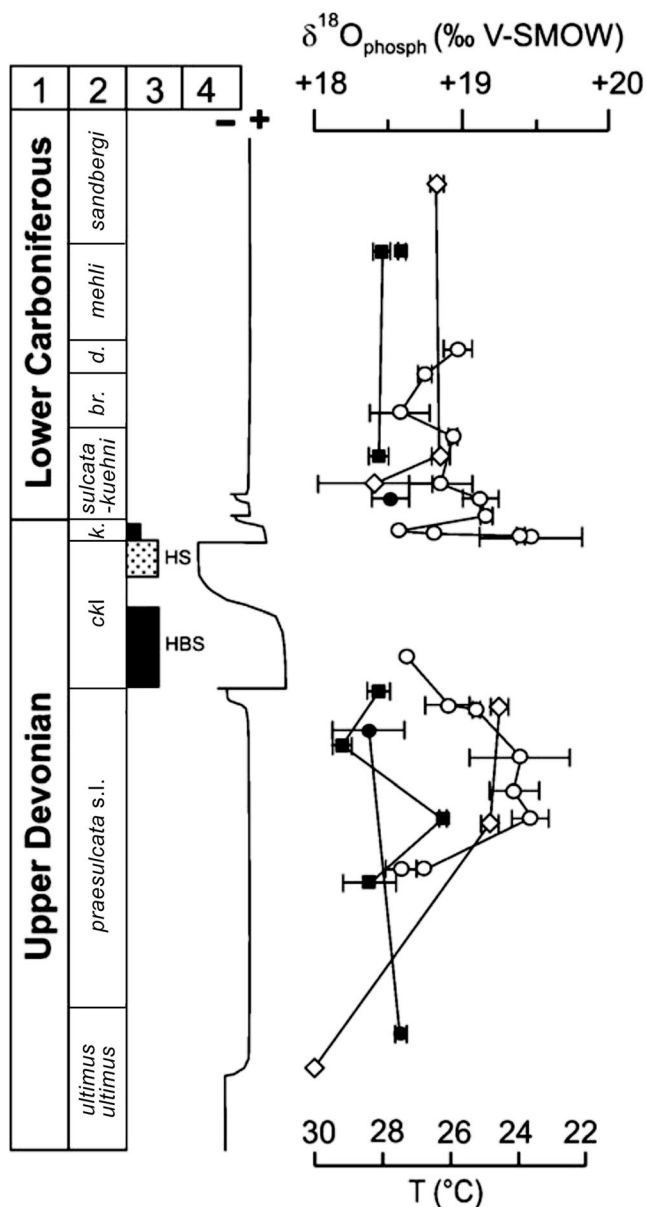 δ¹⁸Ophosph (‰ V-SMOW)
+18 +19 +20
1 2 3 4
- +
Lower Carboniferous
sandbergi
mehli
d.
br.
sulcata
-kuehni
k.
HS
ckI
HBS
Upper Devonian
praesulcata s.l.
ultimus
ultimus
30 28 26 24 22
T (°C)